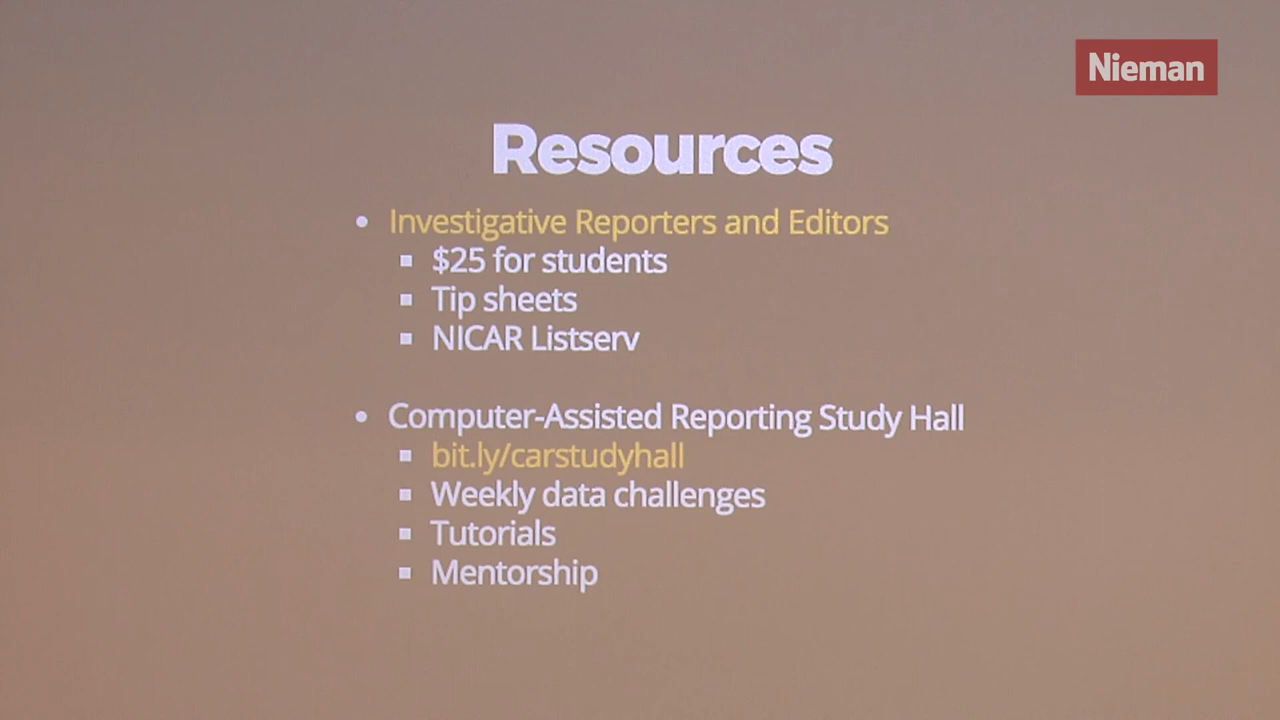 Nieman
Resources
• Investigative Reporters and Editors
▪ $25 for students
▪ Tip sheets
▪ NICAR Listserv
• Computer-Assisted Reporting Study Hall
▪ bit.ly/carstudyhall
▪ Weekly data challenges
▪ Tutorials
▪ Mentorship